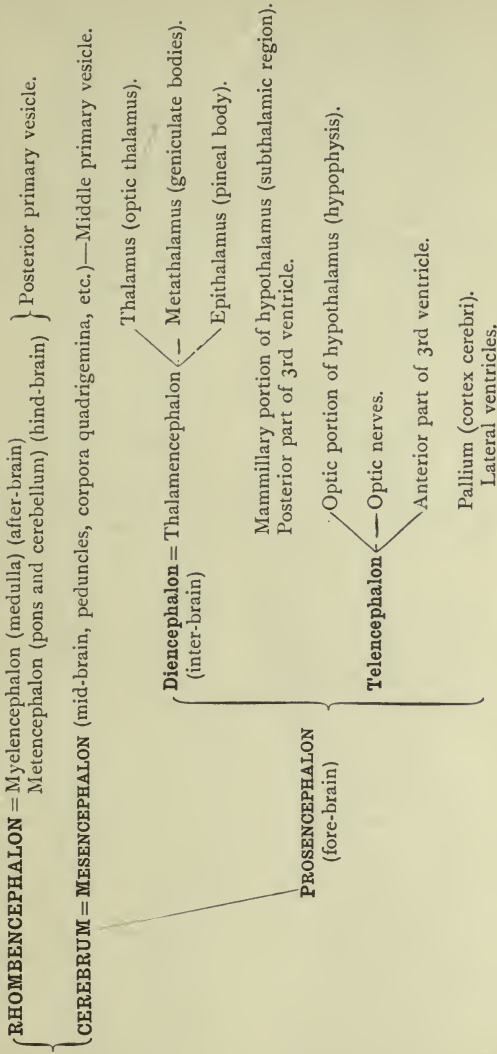 RHOMBENCEPHALON = Myelencephalon (medulla) (after-brain)
Metencephalon (pons and cerebellum) (hind-brain) } Posterior primary vesicle.
CEREBRUM = MESENCEPHALON (mid-brain, peduncles, corpora quadrigemina, etc.)—Middle primary vesicle.
Thalamus (optic thalamus).
Diencephalon = Thalamencephalon — Metathalamus (geniculate bodies).
(inter-brain)
Epithalamus (pineal body).
Mammillary portion of hypothalamus (subthalamic region).
Posterior part of 3rd ventricle.
PROSENCEPHALON
(fore-brain)
Optic portion of hypothalamus (hypophysis).
Telencephalon — Optic nerves.
Anterior part of 3rd ventricle.
Pallium (cortex cerebri).
Lateral ventricles.